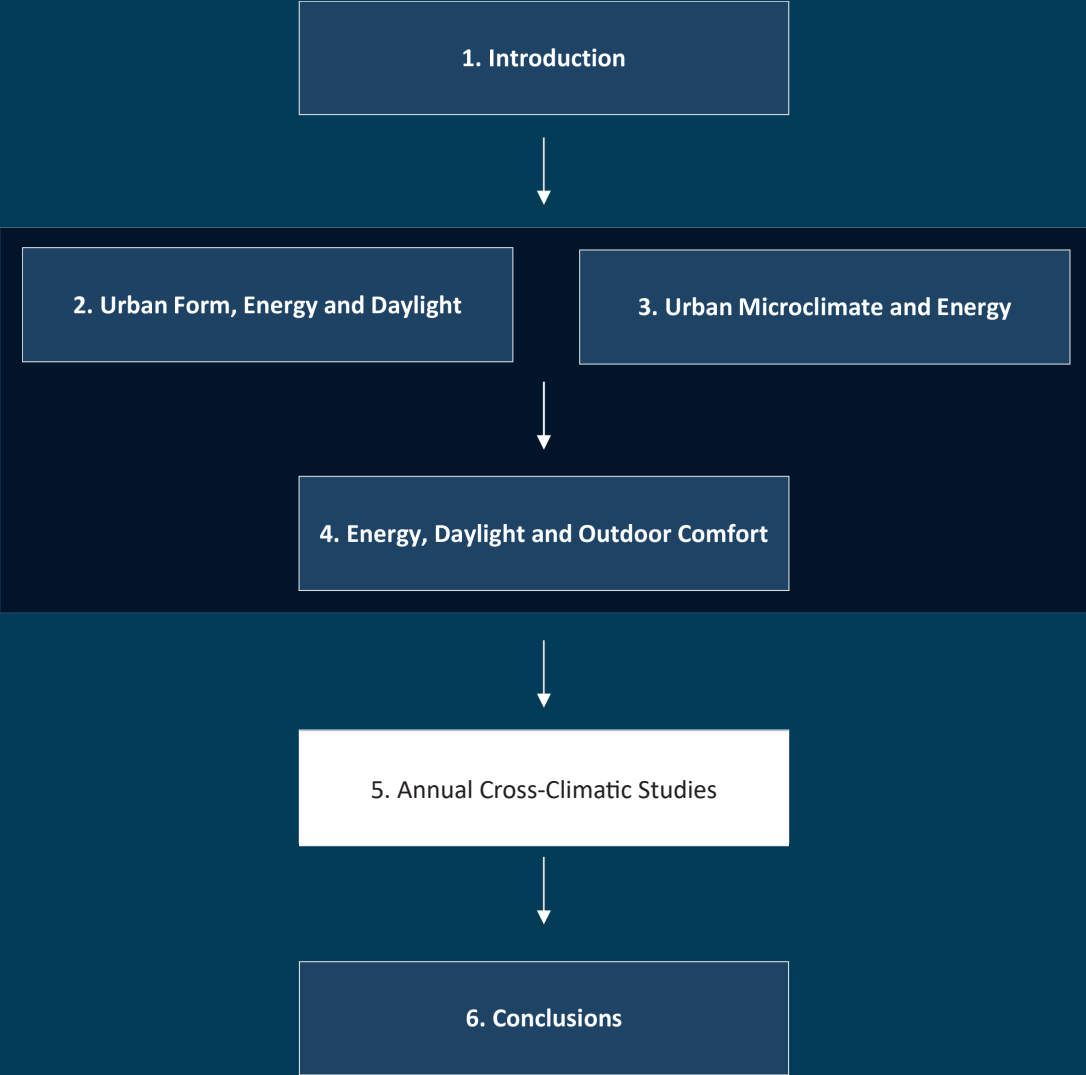 1. Introduction
2. Urban Form, Energy and Daylight
3. Urban Microclimate and Energy
4. Energy, Daylight and Outdoor Comfort
5. Annual Cross-Climatic Studies
6. Conclusions